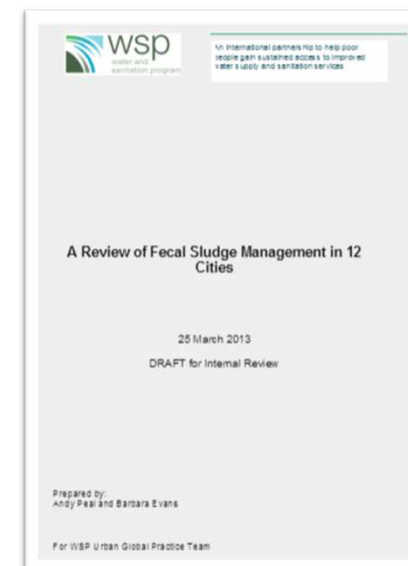 wsp
water and
sanitation program
An international partnership to help poor
people gain sustained access to improved
water supply and sanitation services
A Review of Fecal Sludge Management in 12
Cities
25 March 2013
DRAFT for Internal Review
Prepared by:
Andy Peal and Barbara Evans
For WSP Urban Global Practice Team